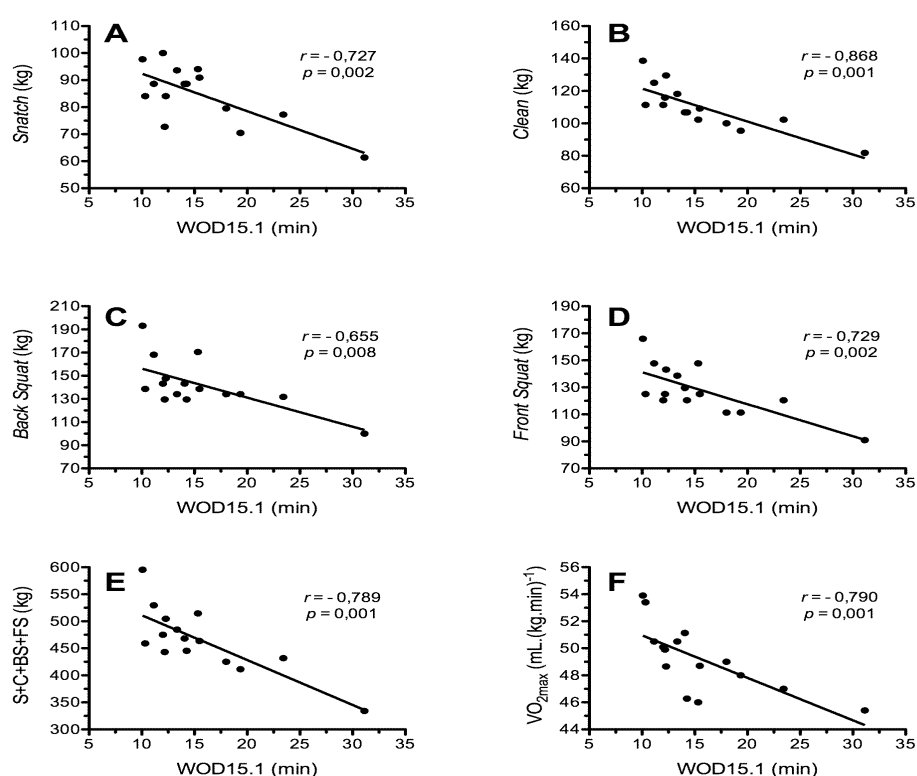 A
r = - 0,727
p = 0,002
Snatch (kg)
110
100
90
80
70
60
50
5 10 15 20 25 30 35
WOD15.1 (min)
B
r = - 0,868
p = 0,001
Clean (kg)
160
140
120
100
80
60
5 10 15 20 25 30 35
WOD15.1 (min)
C
r = - 0,655
p = 0,008
Back Squat (kg)
210
190
170
150
130
110
90
70
5 10 15 20 25 30 35
WOD15.1 (min)
D
r = - 0,729
p = 0,002
Front Squat (kg)
190
170
150
130
110
90
70
5 10 15 20 25 30 35
WOD15.1 (min)
E
r = - 0,789
p = 0,001
S+C+BS+FS (kg)
600
550
500
450
400
350
300
5 10 15 20 25 30 35
WOD15.1 (min)
F
r = - 0,790
p = 0,001
VO2max (mL.(kg.min)-1)
56
54
52
50
48
46
44
5 10 15 20 25 30 35
WOD15.1 (min)